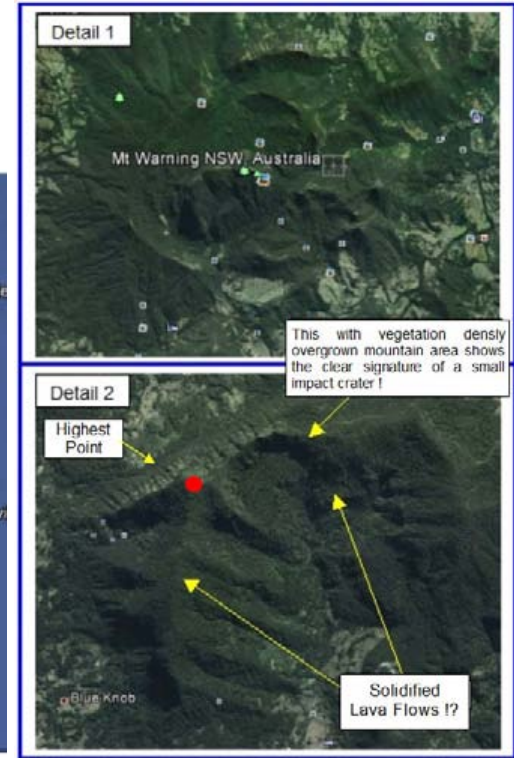 Detail 1
Mt Warning NSW, Australia
This with vegetation densly
overgrown mountain area shows
the clear signature of a small
impact crater !
Detail 2
Highest
Point
Blue Knob
Solidified
Lava Flows !?